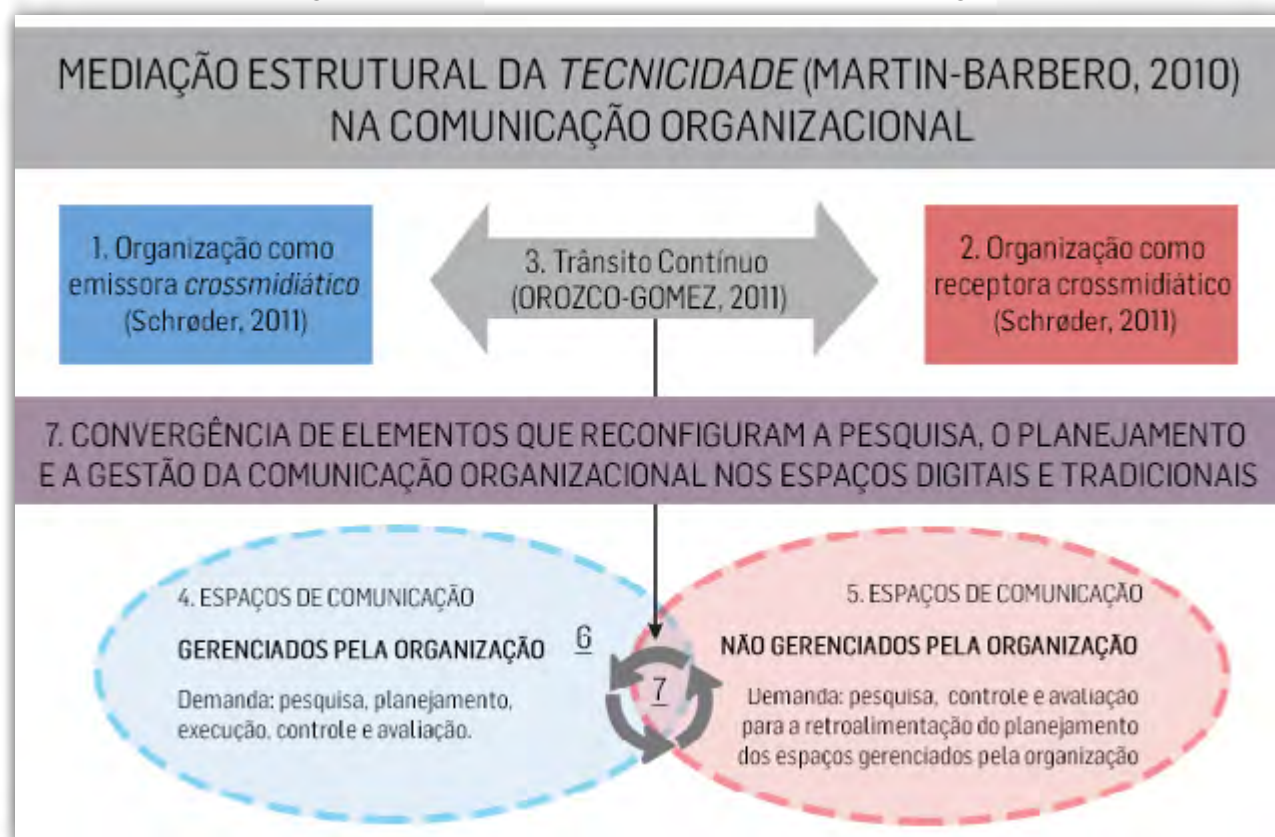 MEDIAÇÃO ESTRUTURAL DA TECNICIDADE (MARTIN-BARBERO, 2010)
NA COMUNICAÇÃO ORGANIZACIONAL
1. Organização como
emissora crossmidiático
(Schrøder, 2011)
3. Trânsito Contínuo
(OROZCO-GOMEZ, 2011)
2. Organização como
receptora crossmidiático
(Schrøder, 2011)
7. CONVERGÊNCIA DE ELEMENTOS QUE RECONFIGURAM A PESQUISA, O PLANEJAMENTO
E A GESTÃO DA COMUNICAÇÃO ORGANIZACIONAL NOS ESPAÇOS DIGITAIS E TRADICIONAIS
4. ESPAÇOS DE COMUNICAÇÃO
GERENCIADOS PELA ORGANIZAÇÃO
Demanda: pesquisa, planejamento,
execução, controle e avaliação.
6
7
5. ESPAÇOS DE COMUNICAÇÃO
NÃO GERENCIADOS PELA ORGANIZAÇÃO
Demanda: pesquisa, controle e avaliação
para a retroalimentação do planejamento
dos espaços gerenciados pela organização